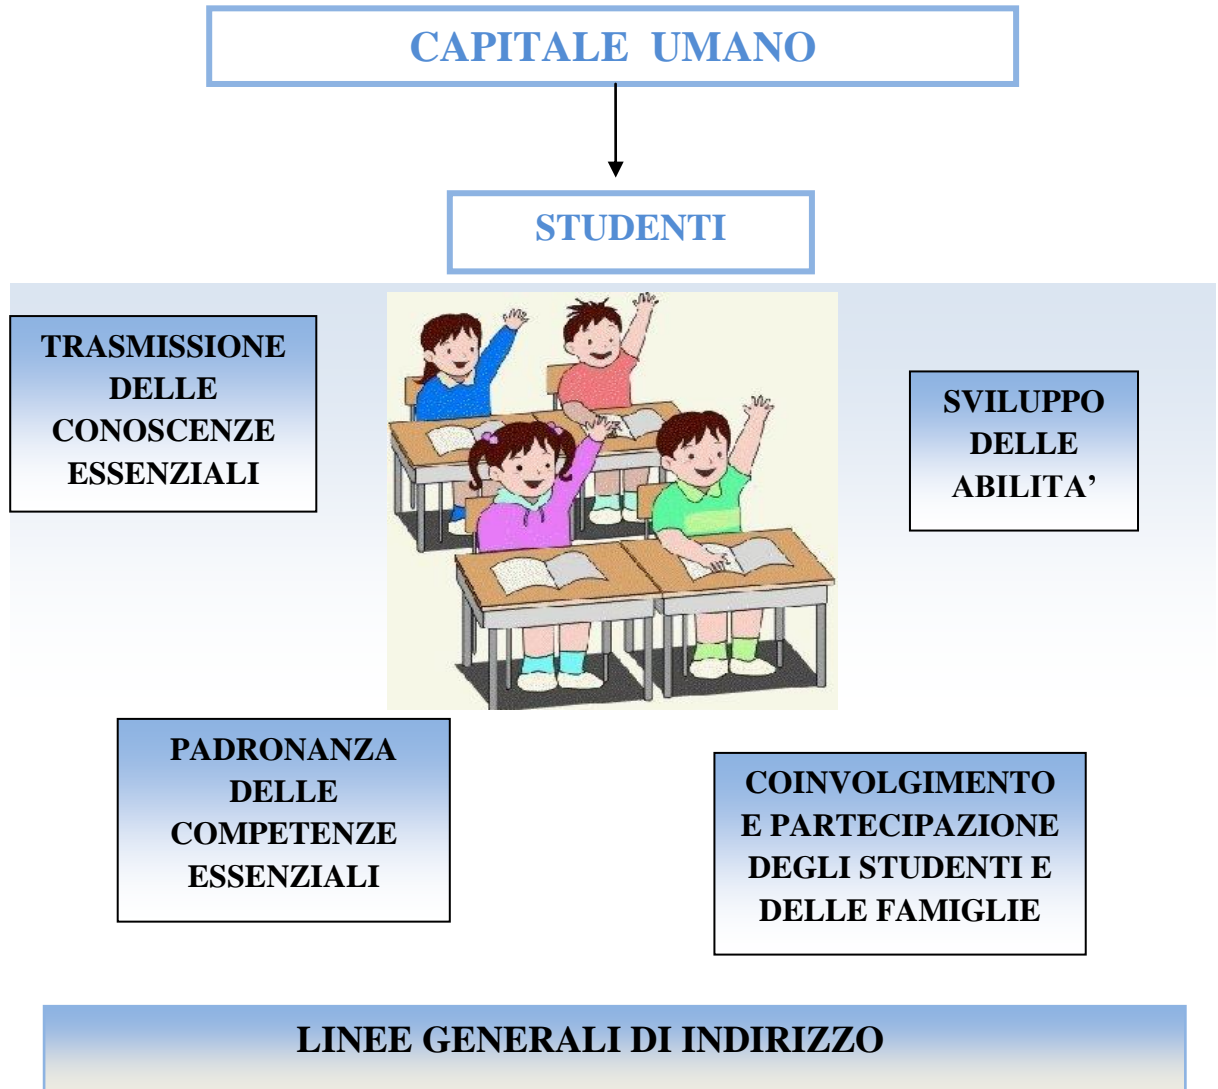 CAPITALE UMANO
STUDENTI
TRASMISSIONE
DELLE
CONOSCENZE
ESSENZIALI
SVILUPPO
DELLE
ABILITA’
PADRONANZA
DELLE
COMPETENZE
ESSENZIALI
COINVOLGIMENTO
E PARTECIPAZIONE
DEGLI STUDENTI E
DELLE FAMIGLIE
LINEE GENERALI DI INDIRIZZO